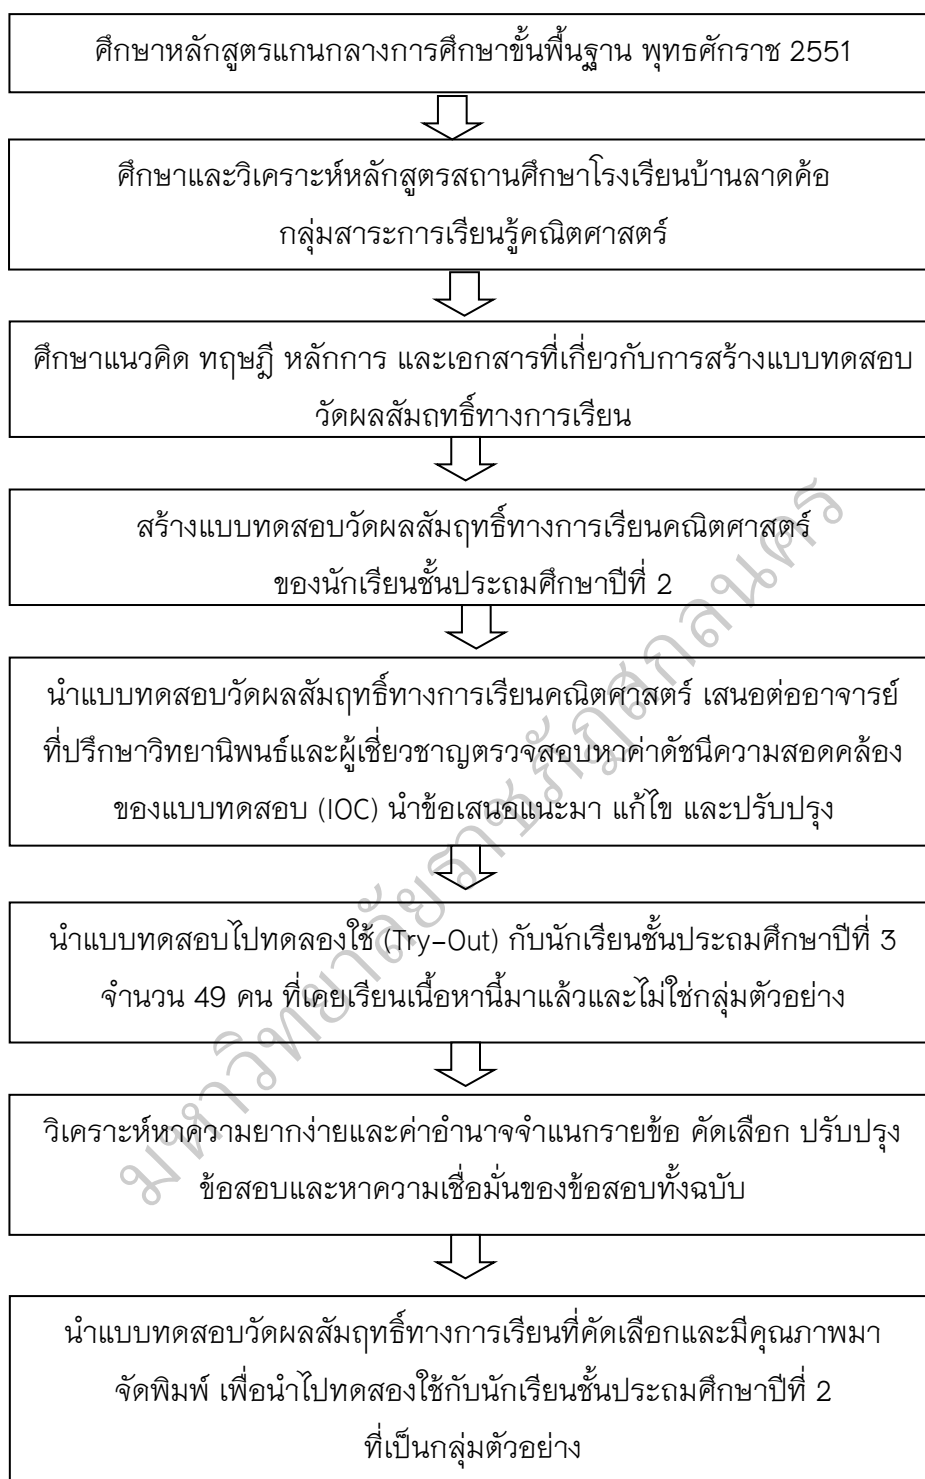 ศึกษาหลักสูตรแกนกลางการศึกษาขั้นพื้นฐาน พุทธศักราช 2551
ศึกษาและวิเคราะห์หลักสูตรสถานศึกษาโรงเรียนบ้านลาดค้อ
กลุ่มสาระการเรียนรู้คณิตศาสตร์
ศึกษาแนวคิด ทฤษฎี หลักการ และเอกสารที่เกี่ยวกับการสร้างแบบทดสอบ
วัดผลสัมฤทธิ์ทางการเรียน
สร้างแบบทดสอบวัดผลสัมฤทธิ์ทางการเรียนคณิตศาสตร์
ของนักเรียนชั้นประถมศึกษาปีที่ 2
นำแบบทดสอบวัดผลสัมฤทธิ์ทางการเรียนคณิตศาสตร์ เสนอต่ออาจารย์
ที่ปรึกษาวิทยานิพนธ์และผู้เชี่ยวชาญตรวจสอบหาค่าดัชนีความสอดคล้อง
ของแบบทดสอบ (IOC) นำข้อเสนอแนะมา แก้ไข และปรับปรุง
นำแบบทดสอบไปทดลองใช้ (Try-Out) กับนักเรียนชั้นประถมศึกษาปีที่ 3
จำนวน 49 คน ที่เคยเรียนเนื้อหานี้มาแล้วและไม่ใช่กลุ่มตัวอย่าง
วิเคราะห์หาความยากง่ายและค่าอำนาจจำแนกรายข้อ คัดเลือก ปรับปรุง
ข้อสอบและหาความเชื่อมั่นของข้อสอบทั้งฉบับ
นำแบบทดสอบวัดผลสัมฤทธิ์ทางการเรียนที่คัดเลือกและมีคุณภาพมา
จัดพิมพ์ เพื่อนำไปทดสองใช้กับนักเรียนชั้นประถมศึกษาปีที่ 2
ที่เป็นกลุ่มตัวอย่าง
มหาวิทยาลัยราชภัฏสกลนคร